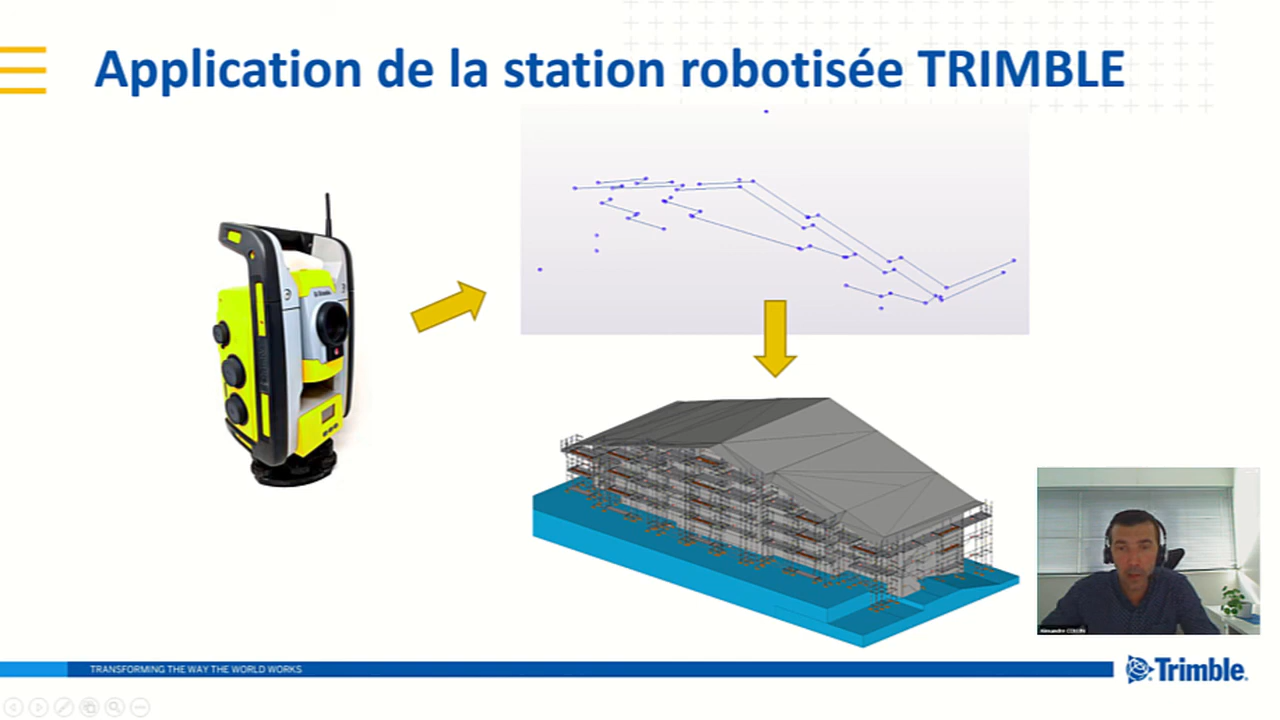 Application de la station robotisée TRIMBLE
TRANSFORMING THE WAY THE WORLD WORKS
Trimble.